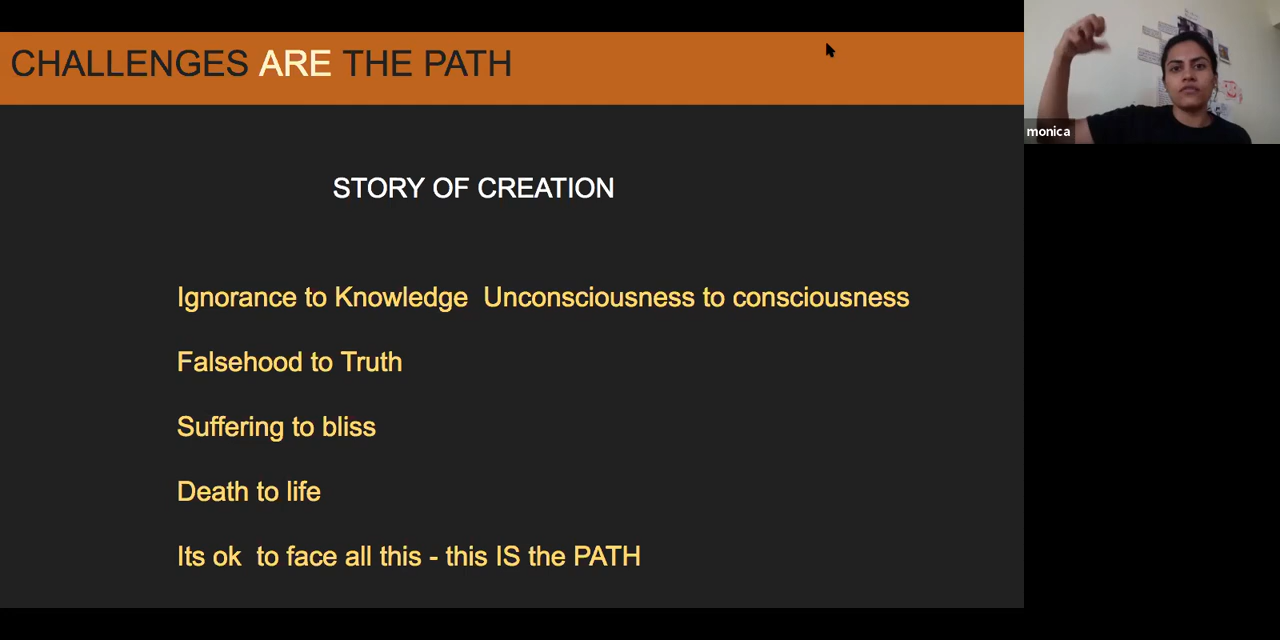 CHALLENGES ARE THE PATH
monica
STORY OF CREATION
Ignorance to Knowledge  Unconsciousness to consciousness
Falsehood to Truth
Suffering to bliss
Death to life
Its ok  to face all this - this IS the PATH